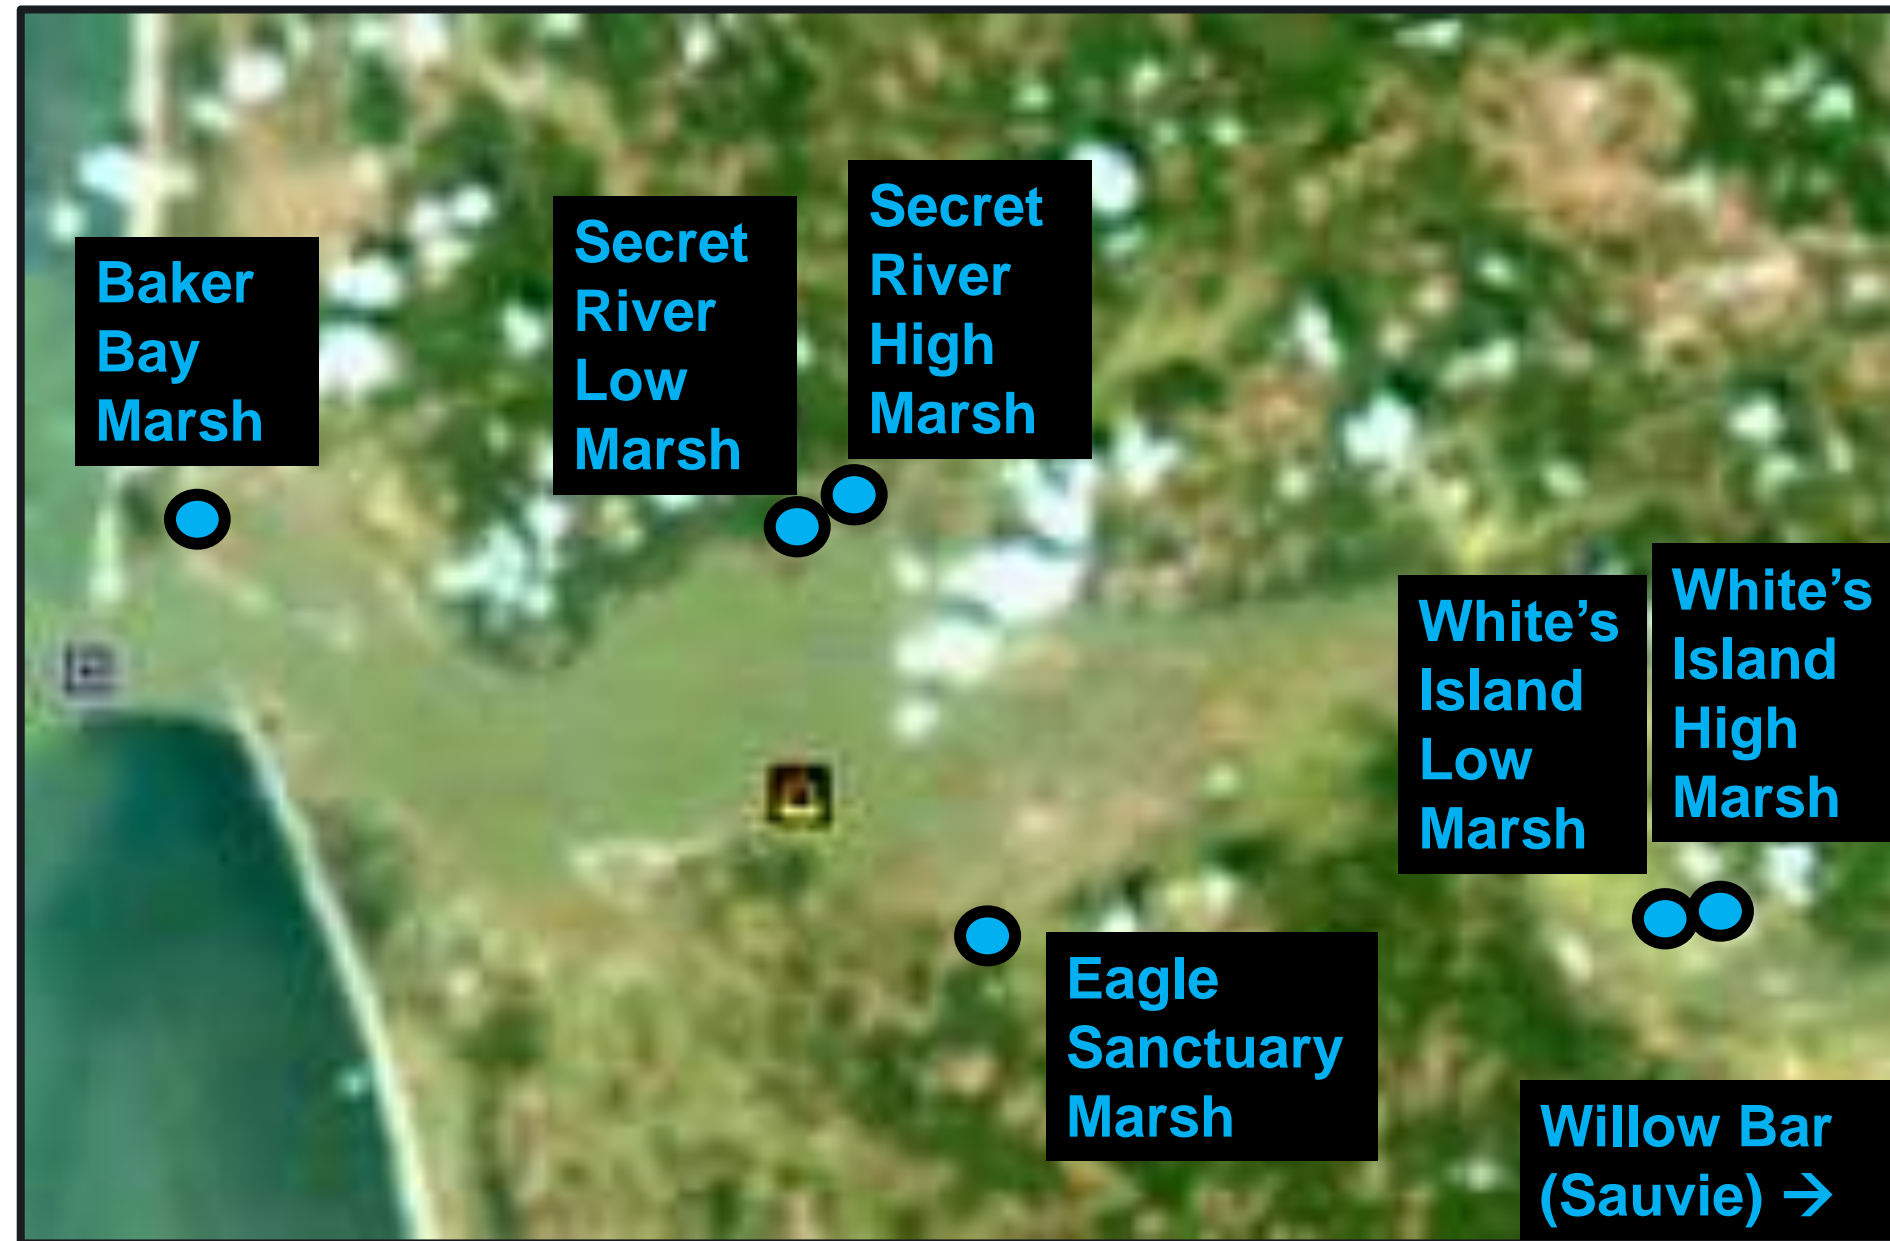 Baker
Bay
Marsh
Secret
River
Low
Marsh
Secret
River
High
Marsh
White’s
Island
Low
Marsh
White’s
Island
High
Marsh
Eagle
Sanctuary
Marsh
Willow Bar
(Sauvie) →